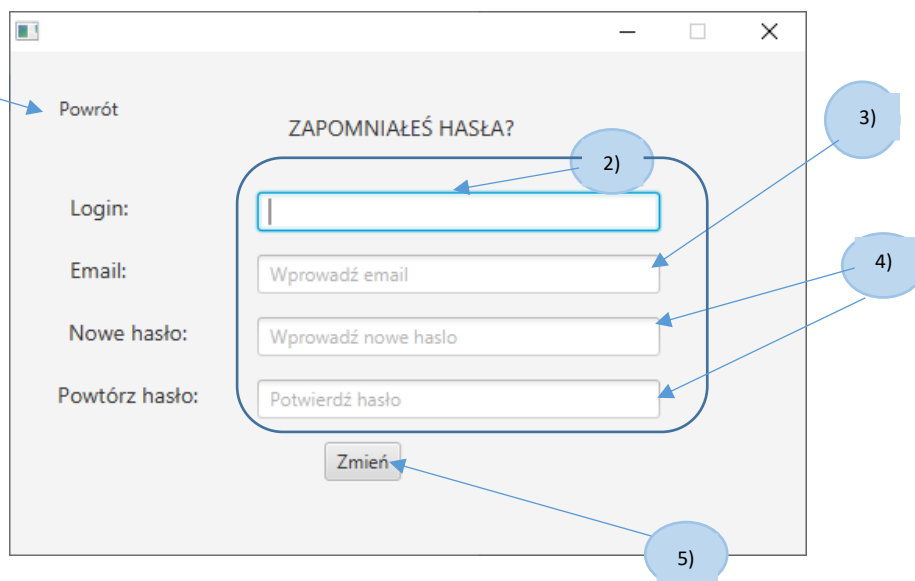 Powrót
ZAPOMNIAŁEŚ HASŁA?
3)
2)
Login:
Email:
Wprowadź email
4)
Nowe hasło:
Wprowadź nowe haslo
Powtórz hasło:
Potwierdź hasło
Zmień
5)